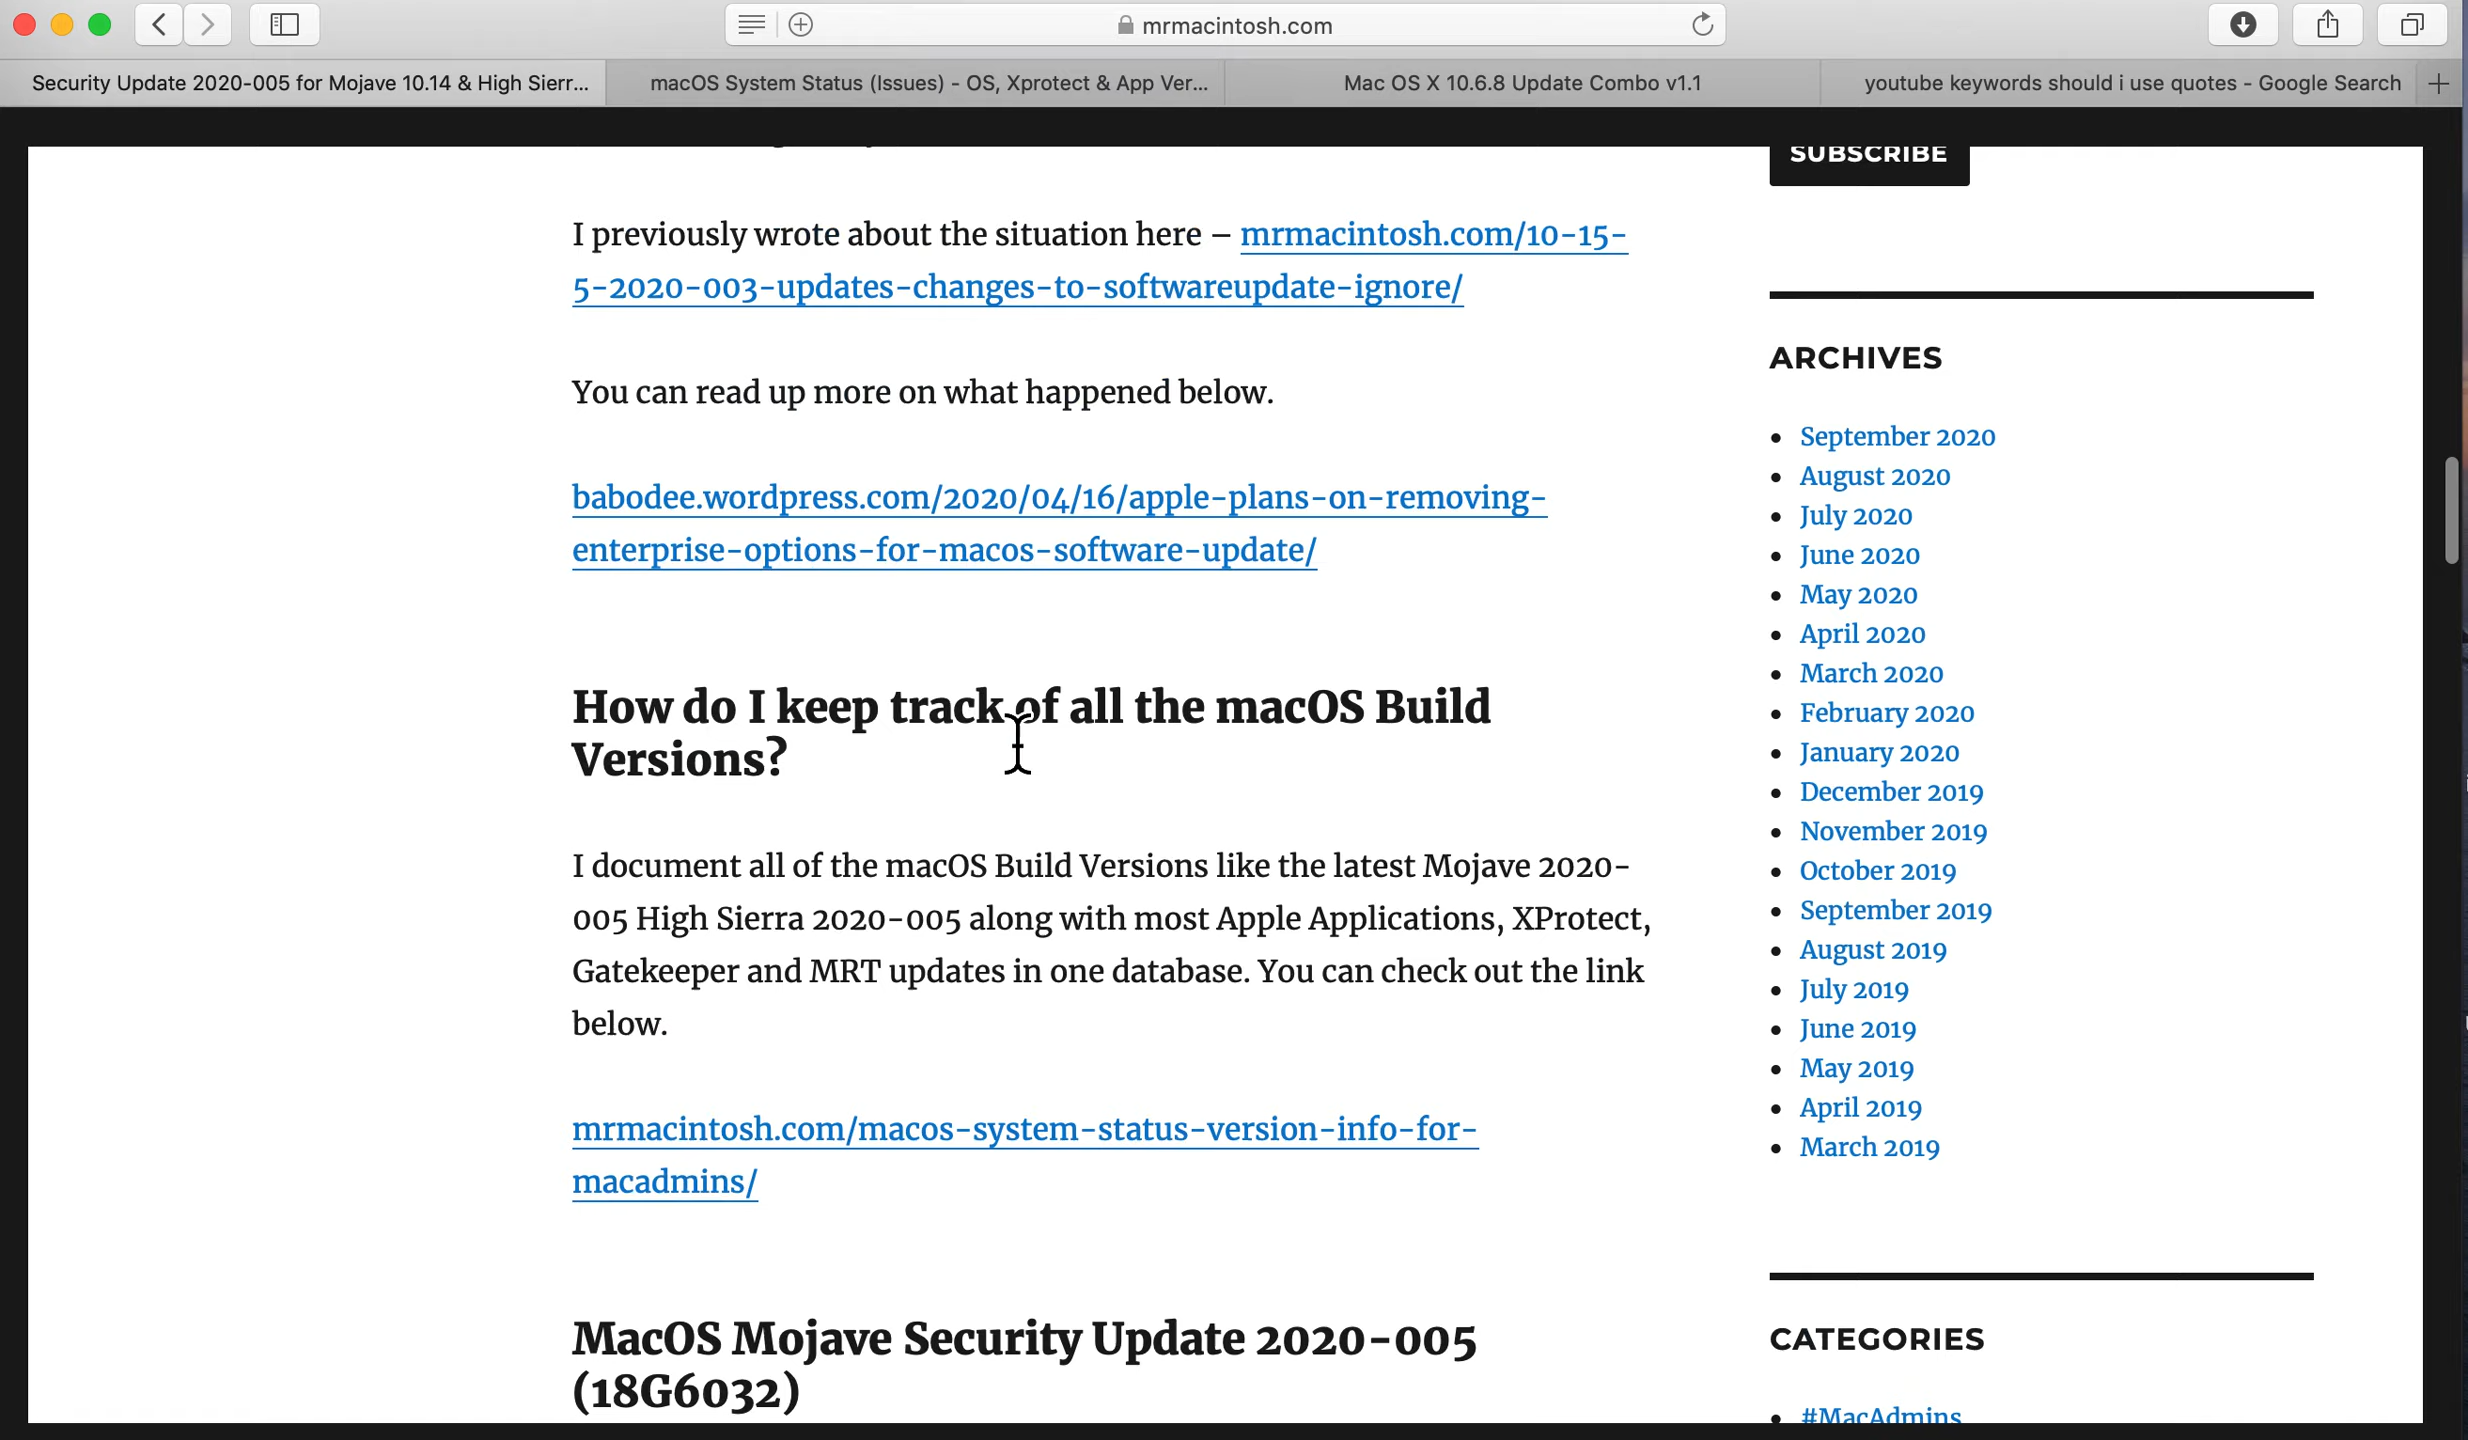 mrmacintosh.com
Security Update 2020-005 for Mojave 10.14 & High Sierr...
macOS System Status (Issues) - OS, Xprotect & App Ver...
Mac OS X 10.6.8 Update Combo v1.1
youtube keywords should i use quotes - Google Search
I previously wrote about the situation here – mrmacintosh.com/10-15-
5-2020-003-updates-changes-to-softwareupdate-ignore/
You can read up more on what happened below.
babodee.wordpress.com/2020/04/16/apple-plans-on-removing-
enterprise-options-for-macos-software-update/
How do I keep track of all the macOS Build
Versions?
I document all of the macOS Build Versions like the latest Mojave 2020-
005 High Sierra 2020-005 along with most Apple Applications, XProtect,
Gatekeeper and MRT updates in one database. You can check out the link
below.
mrmacintosh.com/macos-system-status-version-info-for-
macadmins/
MacOS Mojave Security Update 2020-005
(18G6032)
SUBSCRIBE
ARCHIVES
September 2020
August 2020
July 2020
June 2020
May 2020
April 2020
March 2020
February 2020
January 2020
December 2019
November 2019
October 2019
September 2019
August 2019
July 2019
June 2019
May 2019
April 2019
March 2019
CATEGORIES
#MacAdmins